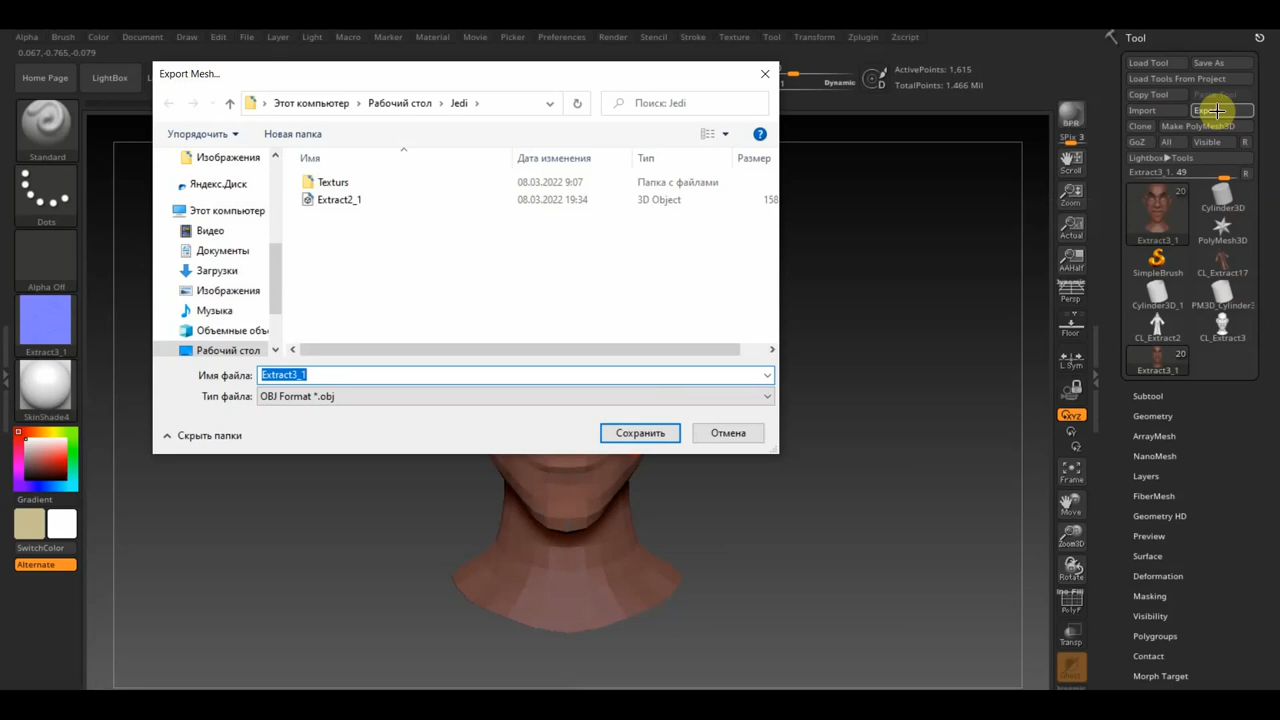 Alpha Brush Color Document Draw Edit File Layer Light Macro Marker Material Movie Picker Preferences Render Stencil Stroke Texture Tool Transform Zplugin Zscript
0.067,-0.765,-0.079
Home Page
LightBox
Dynamic
ActivePoints: 1,615
TotalPoints: 1.466 Mil
Standard
Dots
Alpha Off
Extract3_1
SkinShade4
Gradient
SwitchColor
Alternate
Export Mesh...
Этот компьютер
Рабочий стол
Jedi
Поиск: Jedi
Упорядочить
Новая папка
Имя
Дата изменения
Тип
Размер
Изображения
Яндекс.Диск
Этот компьютер
Видео
Документы
Загрузки
Изображения
Музыка
Объемные объ
Рабочий стол
Texturs 08.03.2022 9:07 Папка с файлами
Extract2_1 08.03.2022 19:34 3D Object 158
Имя файла: Extract3_1
Тип файла: OBJ Format *.obj
Скрыть папки
Сохранить
Отмена
BPR
SPix 3
Scroll
Zoom
Actual
AAHalf
Persp
Floor
L.Sym
XYZ
Frame
Move
Zoom3D
Rotate
PolyF
Transp
Tool
Load Tool Save As
Load Tools From Project
Copy Tool
Import
Clone Make PolyMesh3D
GoZ All Visible R
Lightbox▶Tools
Extract3_1. 49 R
20
Extract3_1
Cylinder3D
PolyMesh3D
SimpleBrush
CL_Extract17
Cylinder3D_1
PM3D_Cylinder3
CL_Extract2
CL_Extract3
20
Extract3_1
Subtool
Geometry
ArrayMesh
NanoMesh
Layers
FiberMesh
Geometry HD
Preview
Surface
Deformation
Masking
Visibility
Polygroups
Contact
Morph Target